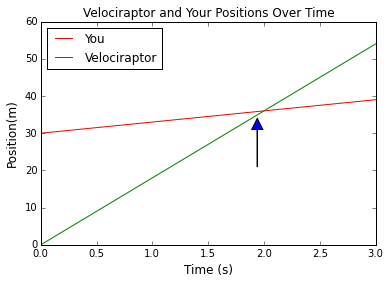 Velociraptor and Your Positions Over Time
You
Velociraptor
Position(m)
60
50
40
30
20
10
0
0.0 0.5 1.0 1.5 2.0 2.5 3.0
Time (s)